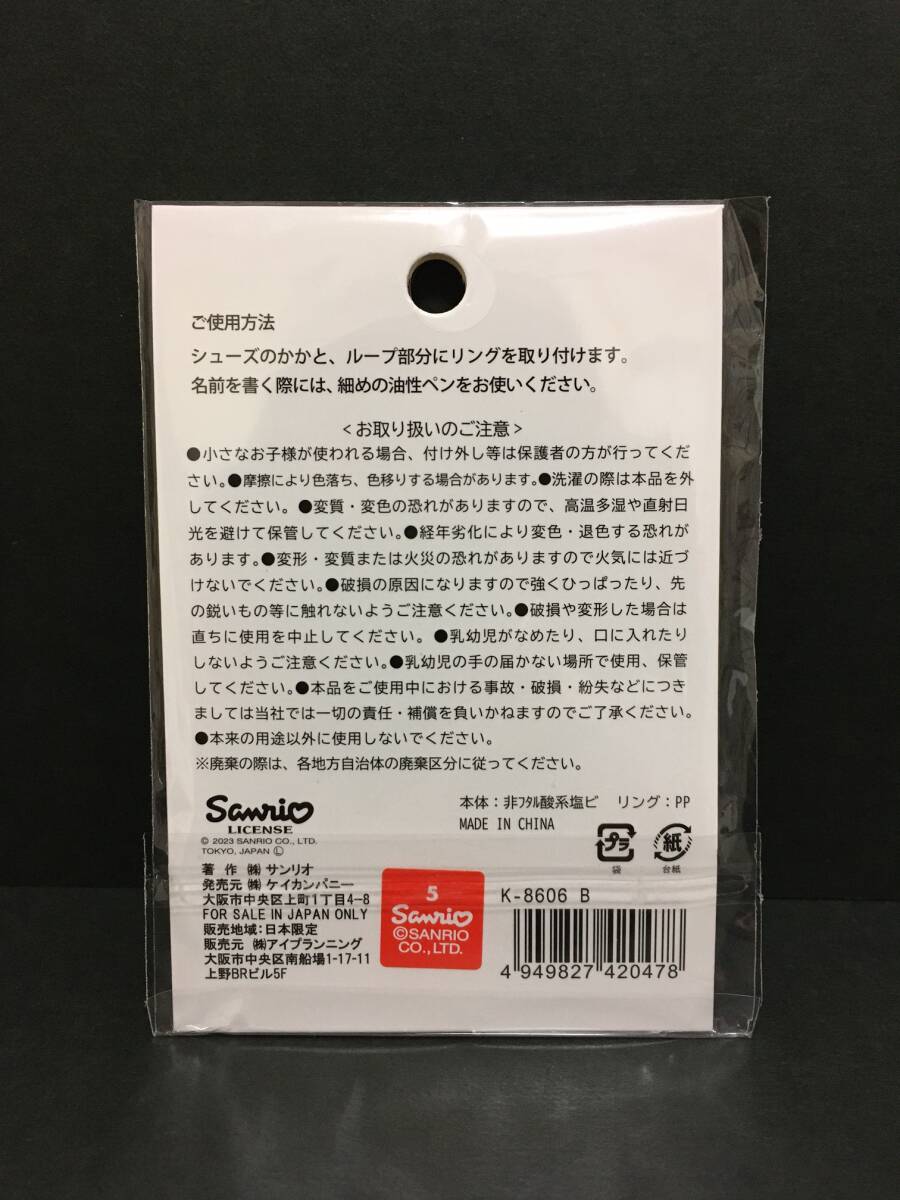 ご使用方法
シューズのかかと、ループ部分にリングを取り付けます。
名前を書く際には、細めの油性ペンをお使いください。
<お取り扱いのご注意>
●小さなお子様が使われる場合、付け外し等は保護者の方が行ってくだ
さい。●摩擦により色落ち、色移りする場合があります。●洗濯の際は本品を外
してください。●変質・変色の恐れがありますので、高温多湿や直射日
光を避けて保管してください。●経年劣化により変色・退色する恐れが
あります。●変形・変質または火災の恐れがありますので火気には近づ
けないでください。●破損の原因になりますので強くひっぱったり、先
の鋭いもの等に触れないようご注意ください。●破損や変形した場合は
直ちに使用を中止してください。●乳幼児がなめたり、口に入れたり
しないようご注意ください。●乳幼児の手の届かない場所で使用、保管
してください。●本品をご使用中における事故・破損・紛失などにつき
ましては当社では一切の責任・補償を負いかねますのでご了承ください。
●本来の用途以外に使用しないでください。
※廃棄の際は、各地方自治体の廃棄区分に従ってください。
本体:非フタル酸系塩ビ リング:PP
MADE IN CHINA
プラ
袋
紙
台紙
Sanrio
LICENSE
© 2023 SANRIO CO., LTD.
TOKYO, JAPAN Ⓛ
著 作 ㈱ サンリオ
発売元 ㈱ ケイカンパニー
大阪市中央区上町1丁目4-8
FOR SALE IN JAPAN ONLY
販売地域:日本限定
販売元 ㈱アイプランニング
大阪市中央区南船場1-17-11
上野BRビル5F
5
Sanrio
©SANRIO
CO., LTD.
K-8606 B
4 949827 420478